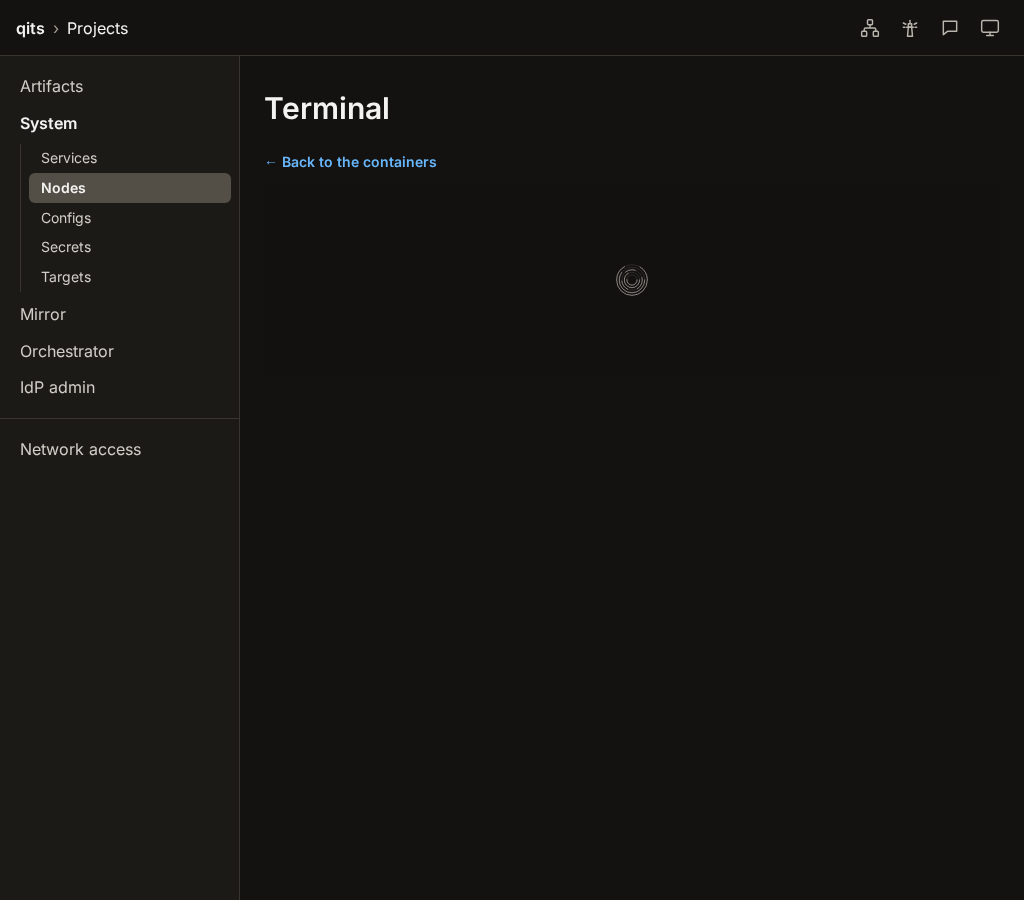 qits › Projects
Artifacts
System
Services
Nodes
Configs
Secrets
Targets
Mirror
Orchestrator
IdP admin
Network access
Terminal
← Back to the containers